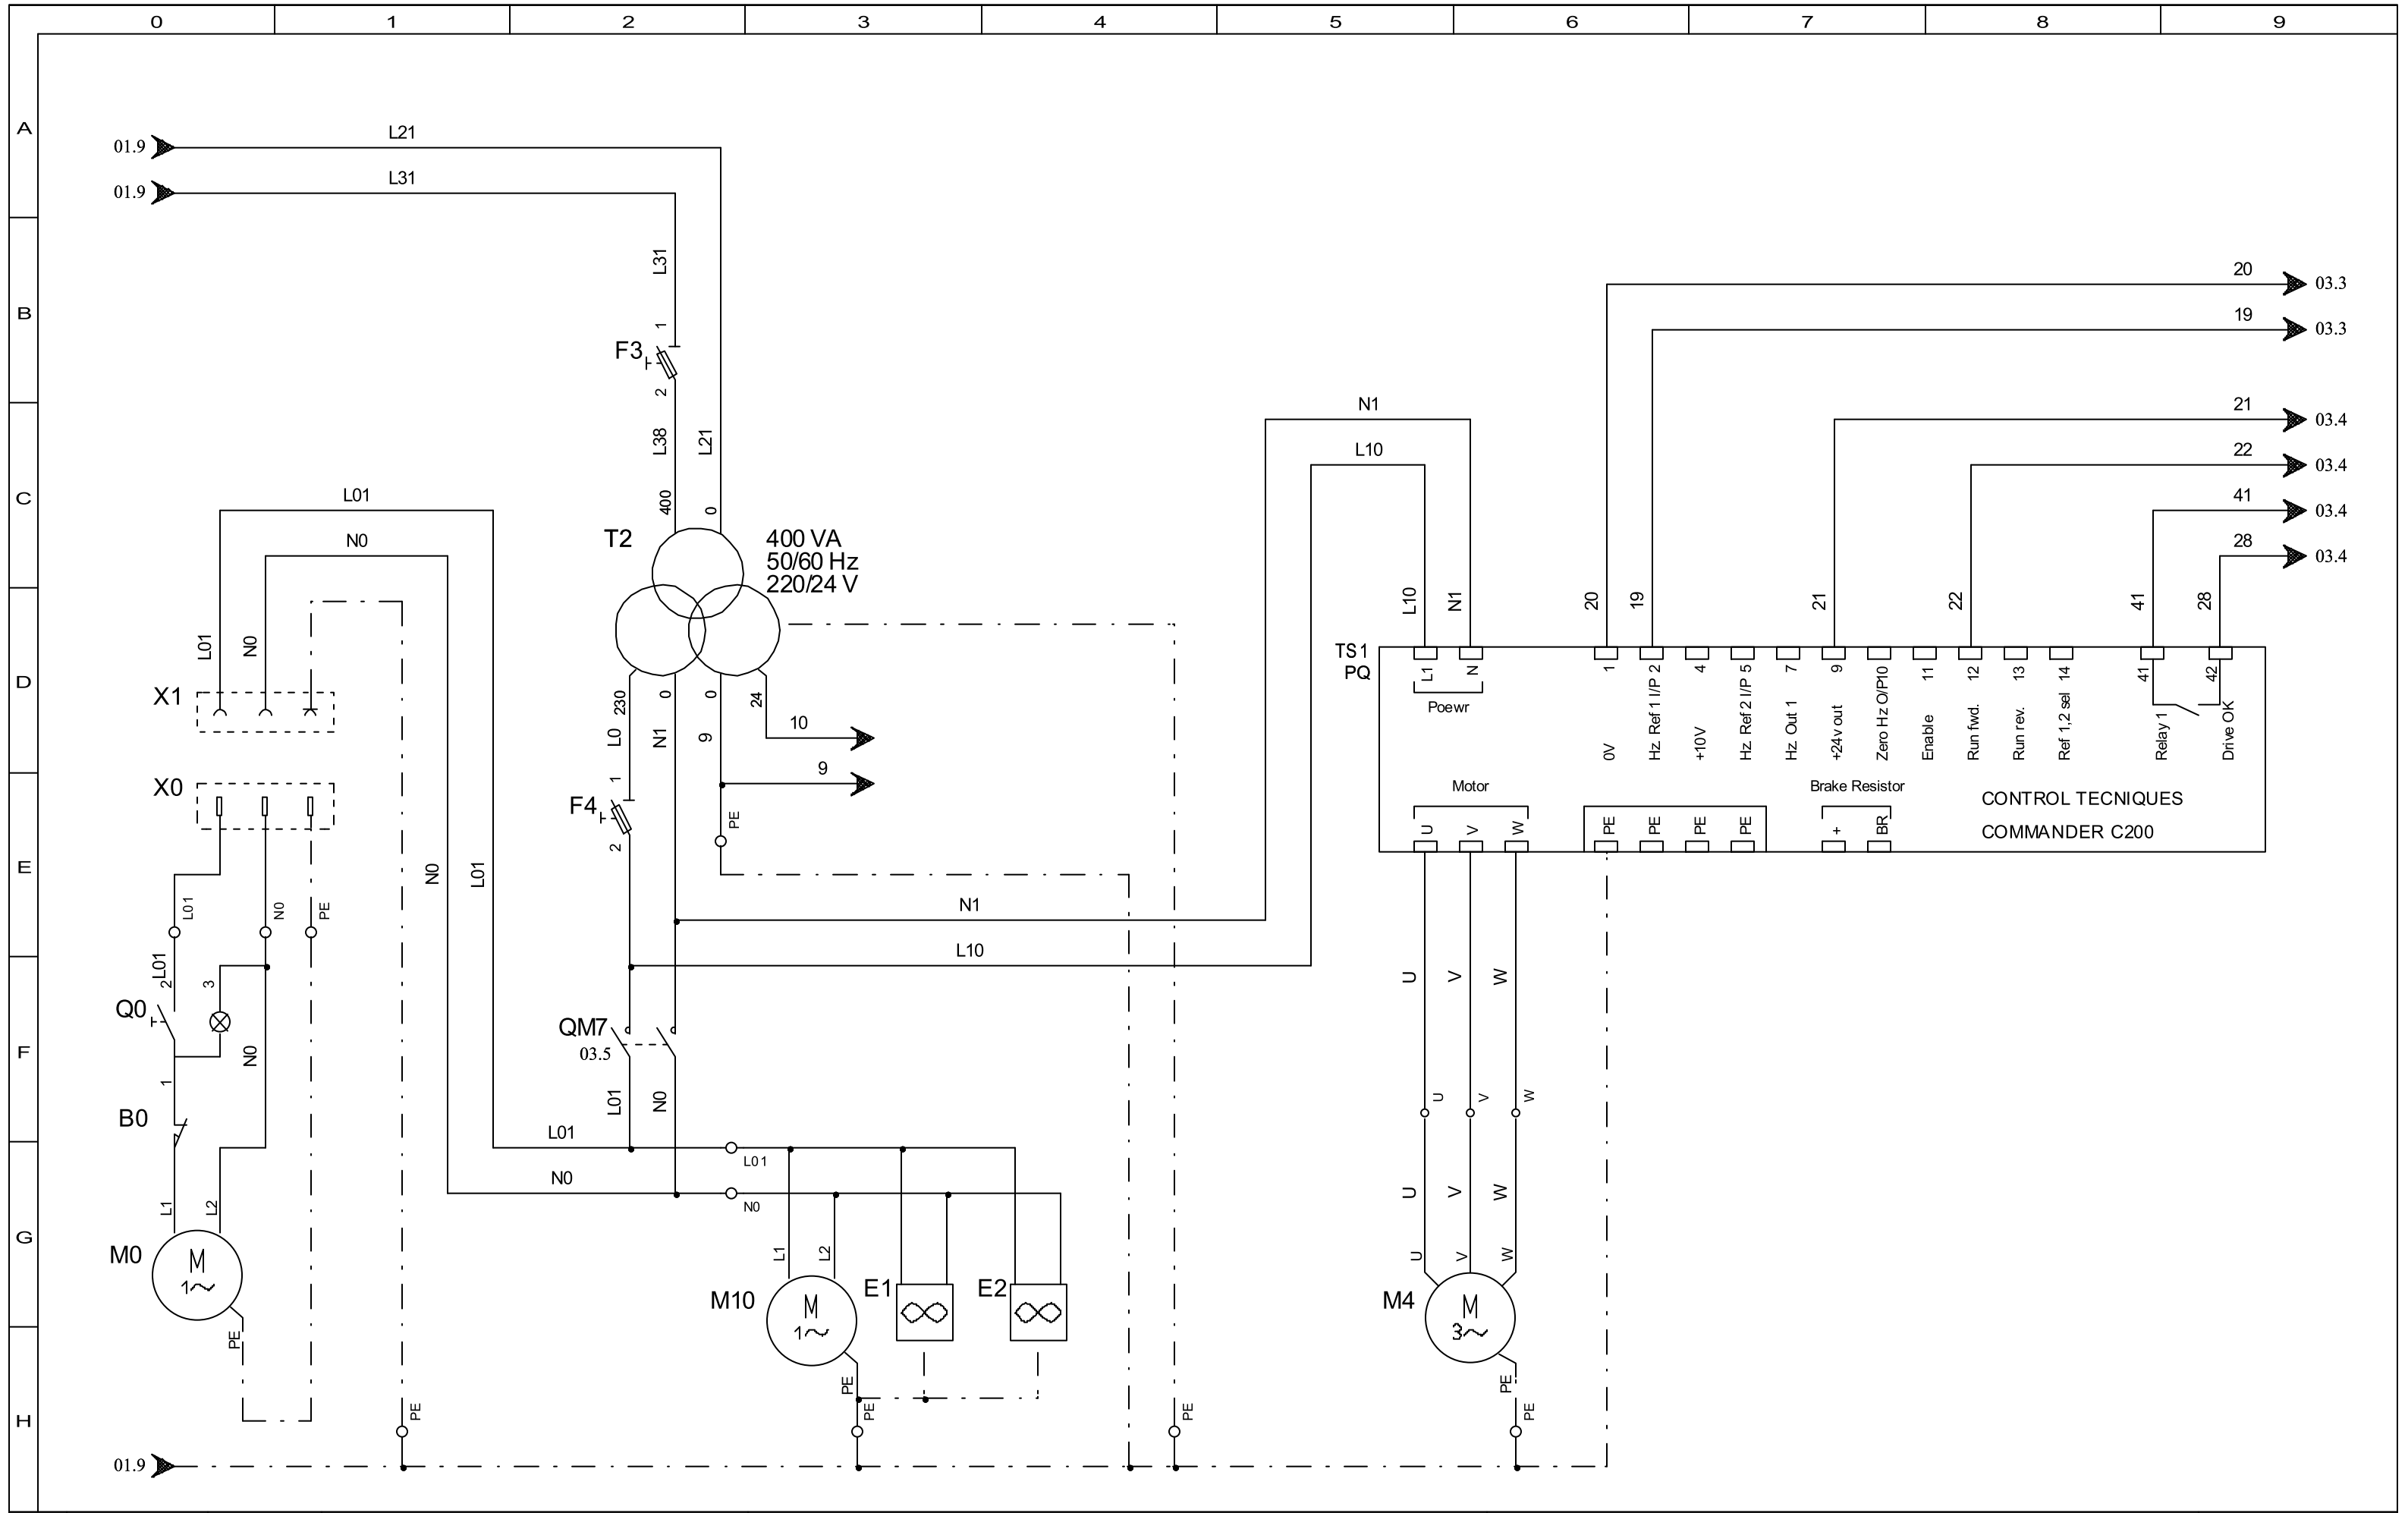 0 1 2 3 4 5 6 7 8 9
A
B
C
D
E
F
G
H
01.9
L21
01.9
L31
L31
1
F3
2
L38
L21
400
0
T2
400 VA
50/60 Hz
220/24 V
L01
N0
L01
N0
X1
X0
N0
L01
L01
N0
PE
L01
2
3
Q0
N0
1
B0
L1
L2
M0
M
1~
PE
PE
01.9
230
0
0
24
L0
N1
9
10
9
1
F4
2
PE
N1
L10
QM7
03.5
L01
N0
L01
L01
N0
N0
L1
L2
M10
M
1~
E1
E2
PE
PE
PE
N1
L10
L10
N1
20
03.3
19
03.3
21
03.4
22
03.4
41
03.4
28
03.4
20
19
21
22
41
28
TS1
PQ
L1
N
Poewr
1
0V
Hz. Ref 1 I/P 2
4
+10V
Hz. Ref 2 I/P 5
7
Hz. Out 1
9
+24v out
Zero Hz O/P10
11
Enable
12
Run fwd.
13
Run rev.
14
Ref 1,2 sel
41
Relay 1
42
Drive OK
Motor
Brake Resistor
CONTROL TECNIQUES
COMMANDER C200
U
V
W
PE
PE
PE
PE
+
BR
U
V
W
U
V
W
U
V
W
U
V
W
M4
M
3~
PE
PE